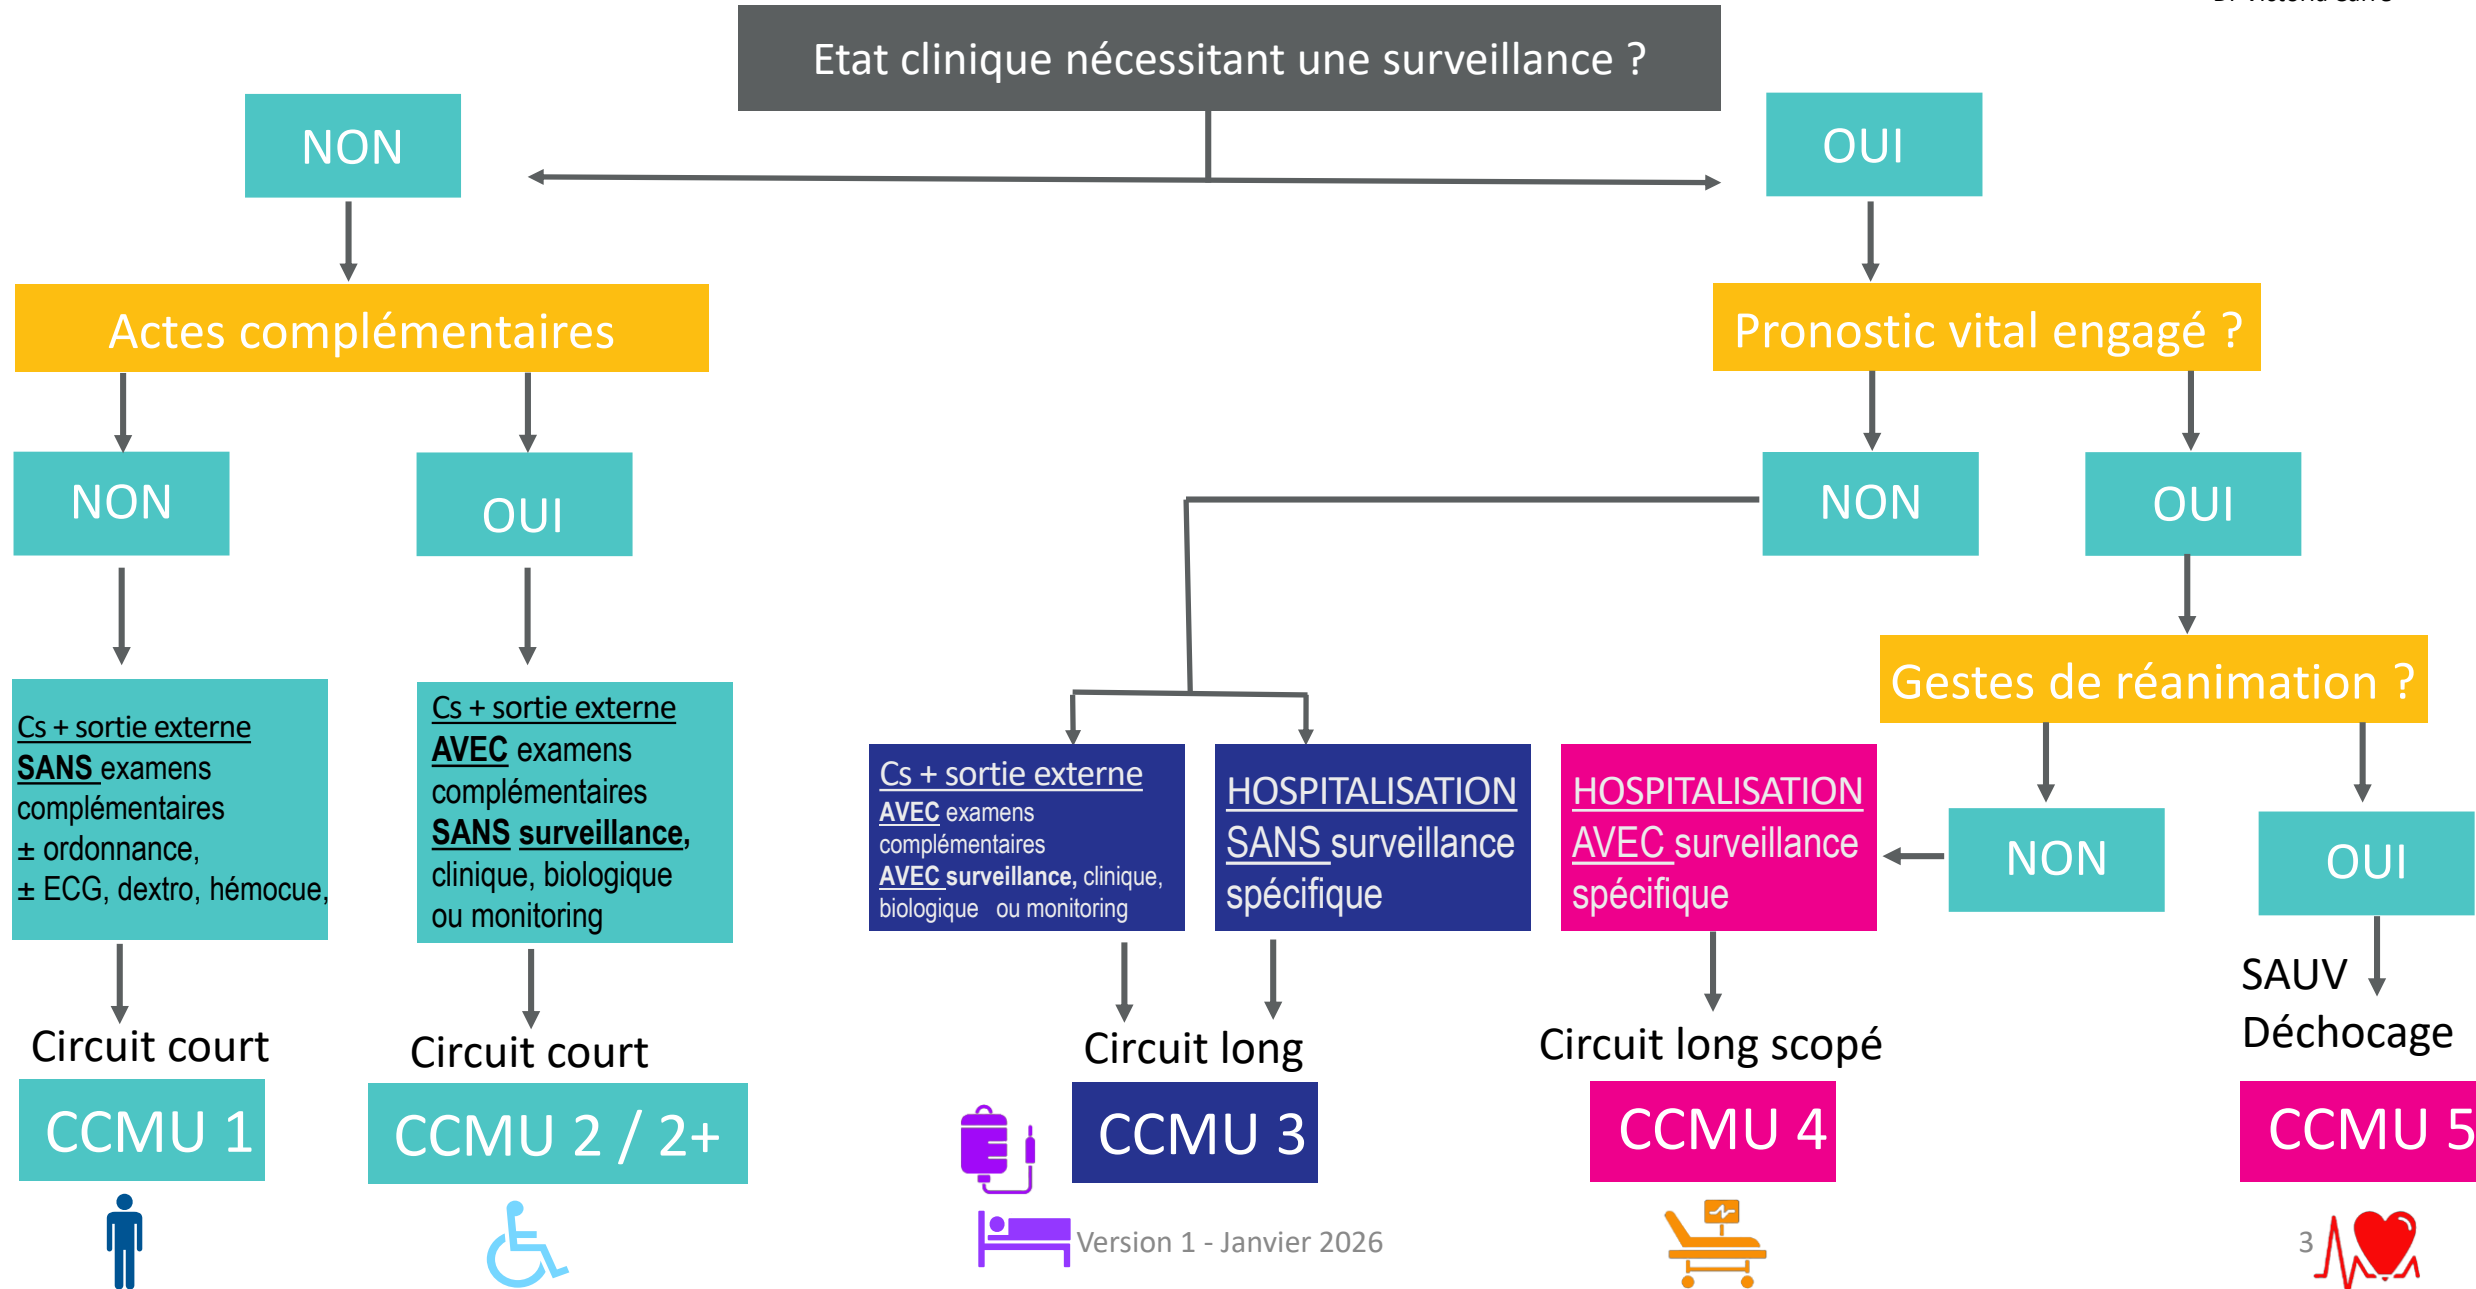 Etat clinique nécessitant une surveillance ?
NON
OUI
Actes complémentaires
Pronostic vital engagé ?
NON
OUI
NON
OUI
Gestes de réanimation ?
NON
OUI
Cs + sortie externe
SANS examens
complémentaires
± ordonnance,
± ECG, dextro, hémocue,
Cs + sortie externe
AVEC examens
complémentaires
SANS surveillance,
clinique, biologique
ou monitoring
Cs + sortie externe
AVEC examens
complémentaires
AVEC surveillance, clinique,
biologique ou monitoring
HOSPITALISATION
SANS surveillance
spécifique
HOSPITALISATION
AVEC surveillance
spécifique
SAUV
Déchocage
Circuit court
Circuit court
Circuit long
Circuit long scopé
CCMU 1
CCMU 2 / 2+
CCMU 3
CCMU 4
CCMU 5
Version 1 - Janvier 2026
3